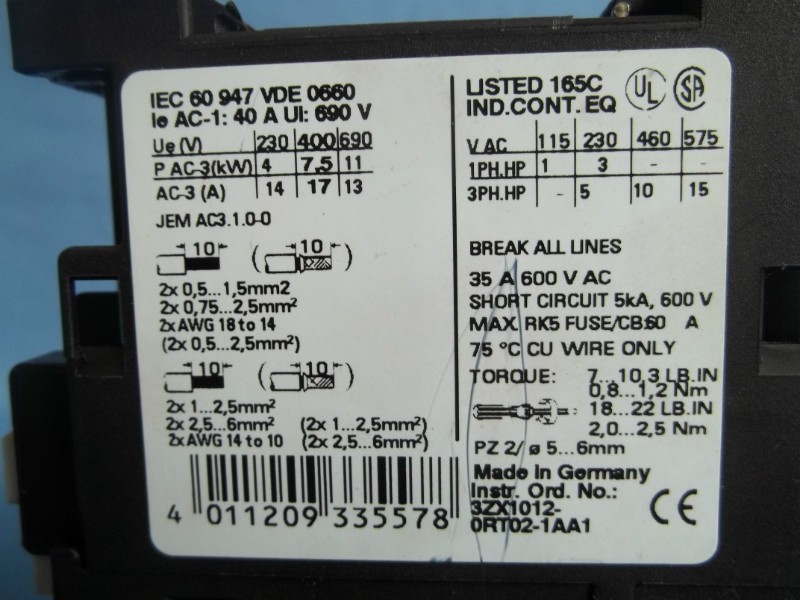 IEC 60 947 VDE 0660
Ie AC-1: 40 A UI: 690 V
Ue (V) 230 400 690
P AC-3(kW) 4 7,5 11
AC-3 (A) 14 17 13
JEM AC3.1.0-0
10 ( 10 )
2x 0,5...1,5mm2
2x 0,75...2,5mm²
2x AWG 18 to 14
(2x 0,5...2,5mm²)
10 ( 10 )
2x 1...2,5mm²
2x 2,5...6mm² (2x 1...2,5mm²)
2x AWG 14 to 10 (2x 2,5...6mm²)
4 011209 335578
LISTED 165C UL SA
IND.CONT. EQ
V AC 115 230 460 575
1PH.HP 1 3 - -
3PH.HP - 5 10 15
BREAK ALL LINES
35 A 600 V AC
SHORT CIRCUIT 5kA, 600 V
MAX. RK5 FUSE/CB:60 A
75 °C CU WIRE ONLY
TORQUE: 7...10,3 LB.IN
0,8...1,2 Nm
18...22 LB.IN
2,0...2,5 Nm
PZ 2/ ø 5...6mm
Made in Germany
Instr. Ord. No.:
3ZX1012-
0RT02-1AA1
CE